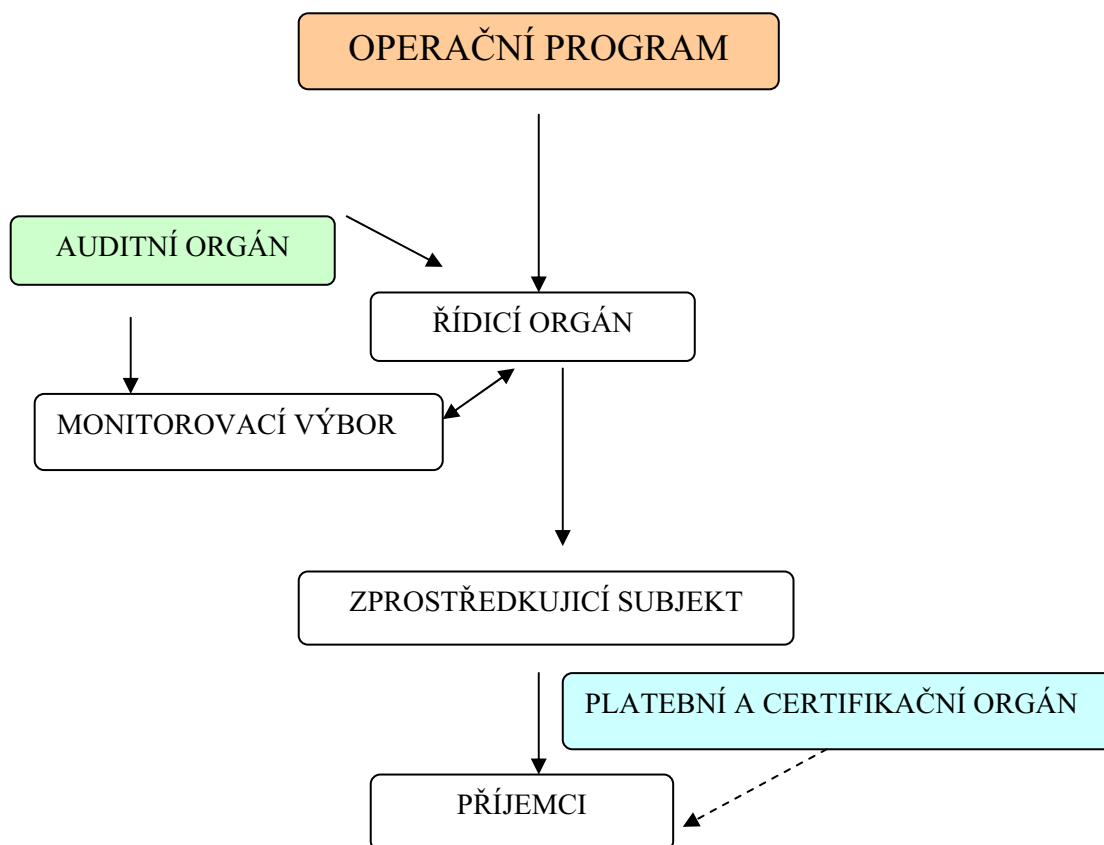 OPERAČNÍ PROGRAM
AUDITNÍ ORGÁN
ŘÍDICÍ ORGÁN
MONITOROVACÍ VÝBOR
ZPROSTŘEDKUJICÍ SUBJEKT
PLATEBNÍ A CERTIFIKAČNÍ ORGÁN
PŘÍJEMCI